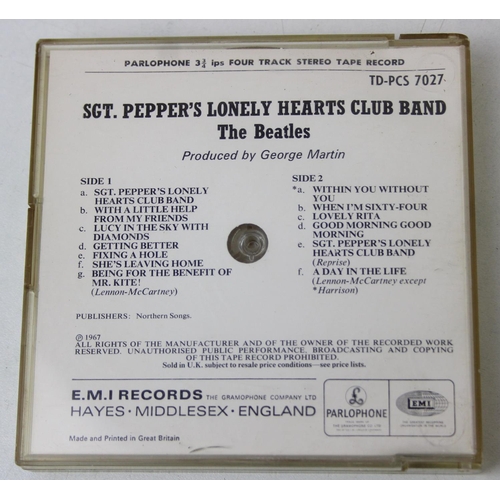 PARLOPHONE 3¾ ips FOUR TRACK STEREO TAPE RECORD
TD-PCS 7027
SGT. PEPPER'S LONELY HEARTS CLUB BAND
The Beatles
Produced by George Martin
SIDE 1
a. SGT. PEPPER'S LONELY
HEARTS CLUB BAND
b. WITH A LITTLE HELP
FROM MY FRIENDS
c. LUCY IN THE SKY WITH
DIAMONDS
d. GETTING BETTER
e. FIXING A HOLE
f. SHE'S LEAVING HOME
g. BEING FOR THE BENEFIT OF
MR. KITE!
(Lennon-McCartney)
SIDE 2
*a. WITHIN YOU WITHOUT
YOU
b. WHEN I'M SIXTY-FOUR
c. LOVELY RITA
d. GOOD MORNING GOOD
MORNING
e. SGT. PEPPER'S LONELY
HEARTS CLUB BAND
(Reprise)
f. A DAY IN THE LIFE
(Lennon-McCartney except
*Harrison)
PUBLISHERS: Northern Songs.
℗ 1967
ALL RIGHTS OF THE MANUFACTURER AND OF THE OWNER OF THE RECORDED WORK
RESERVED. UNAUTHORISED PUBLIC PERFORMANCE, BROADCASTING AND COPYING
OF THIS TAPE RECORD PROHIBITED.
Sold in U.K. subject to resale price conditions—see price lists.
E.M.I RECORDS THE GRAMOPHONE COMPANY LTD
HAYES · MIDDLESEX · ENGLAND
Made and Printed in Great Britain
PARLOPHONE
EMI